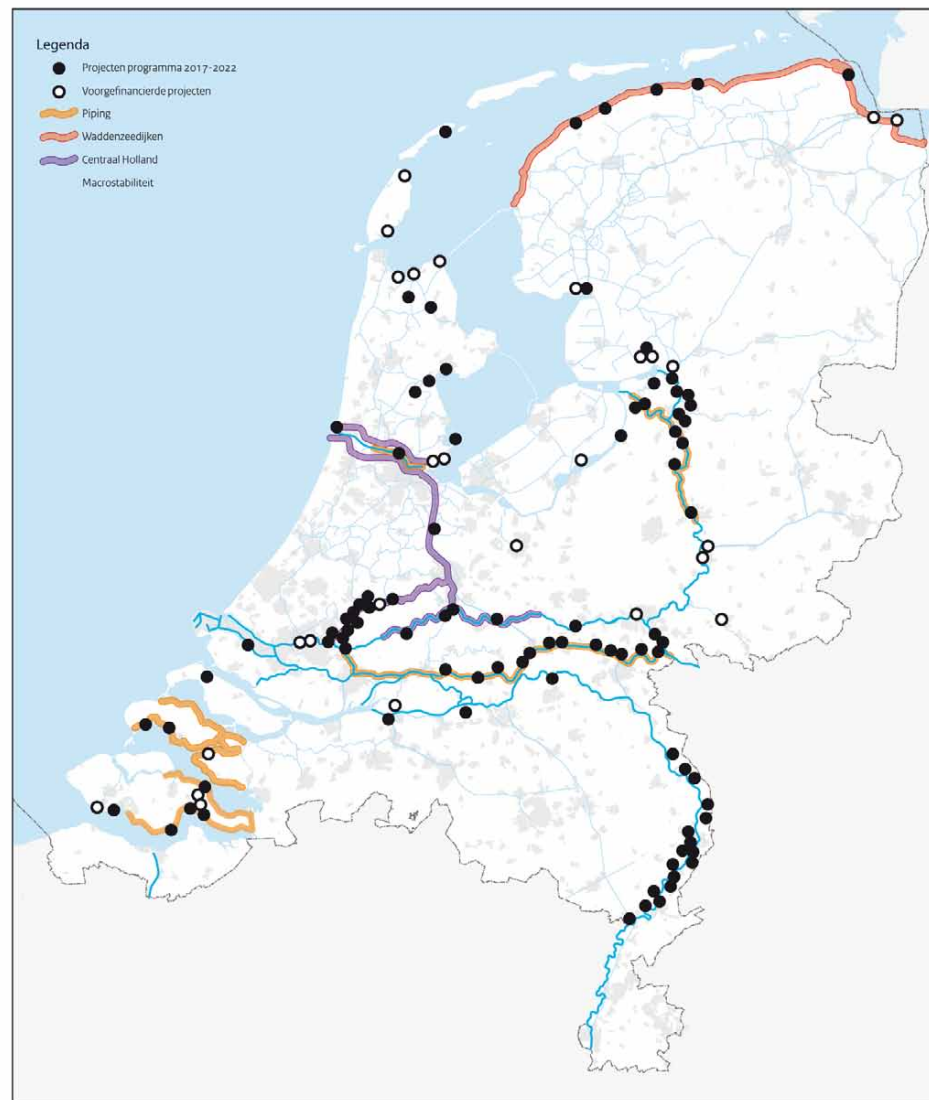 Legenda
Projecten programma 2017-2022
Voorgefinancierde projecten
Piping
Waddenzeedijken
Centraal Holland
Macrostabiliteit